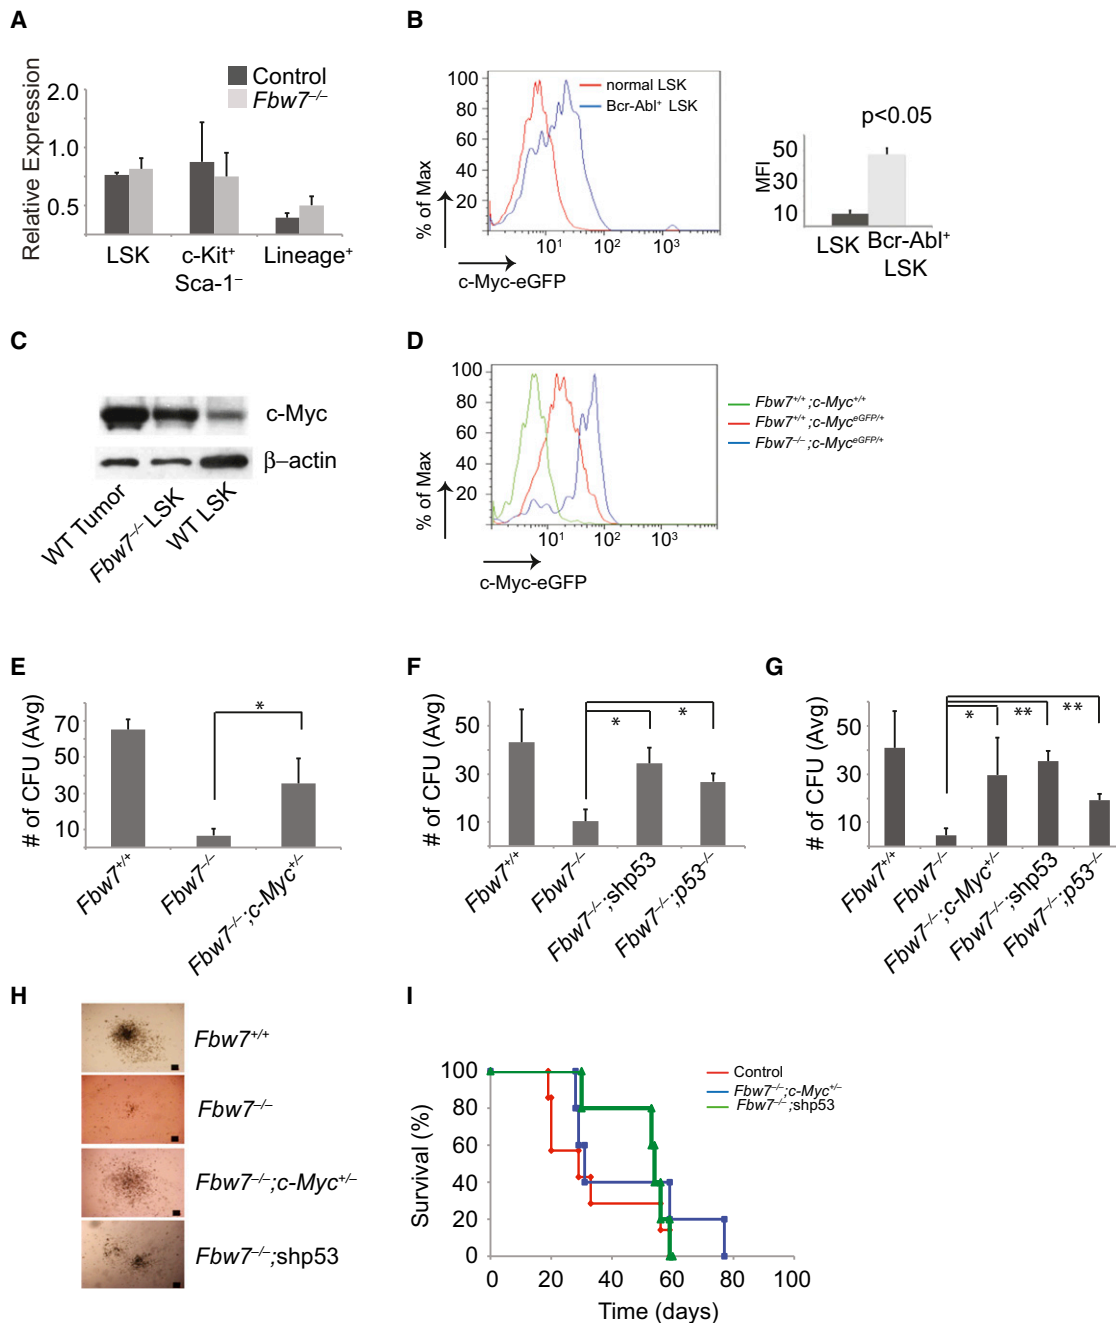 A
Control
Fbw7–/–
Relative Expression
2.0
1.0
0.5
LSK
c-Kit+
Sca-1–
Lineage+
B
% of Max
100
80
60
40
20
normal LSK
Bcr-Abl+ LSK
10¹
10²
10³
c-Myc-eGFP
p<0.05
MFI
50
30
10
LSK
Bcr-Abl+
LSK
C
c-Myc
β–actin
WT Tumor
Fbw7–/– LSK
WT LSK
D
% of Max
100
80
60
40
20
10¹
10²
10³
c-Myc-eGFP
Fbw7+/+;c-Myc+/+
Fbw7+/+;c-MyceGFP/+
Fbw7–/–;c-MyceGFP/+
E
# of CFU (Avg)
70
50
30
10
*
Fbw7+/+
Fbw7–/–
Fbw7–/–;c-Myc+/–
F
# of CFU (Avg)
50
30
10
*
*
Fbw7+/+
Fbw7–/–
Fbw7–/–;shp53
Fbw7–/–;p53–/–
G
# of CFU (Avg)
50
30
10
*
**
**
Fbw7+/+
Fbw7–/–
Fbw7–/–;c-Myc+/–
Fbw7–/–;shp53
Fbw7–/–;p53–/–
H
Fbw7+/+
Fbw7–/–
Fbw7–/–;c-Myc+/–
Fbw7–/–;shp53
I
Survival (%)
100
80
60
40
20
0
0
20
40
60
80
100
Time (days)
Control
Fbw7–/–;c-Myc+/–
Fbw7–/–;shp53